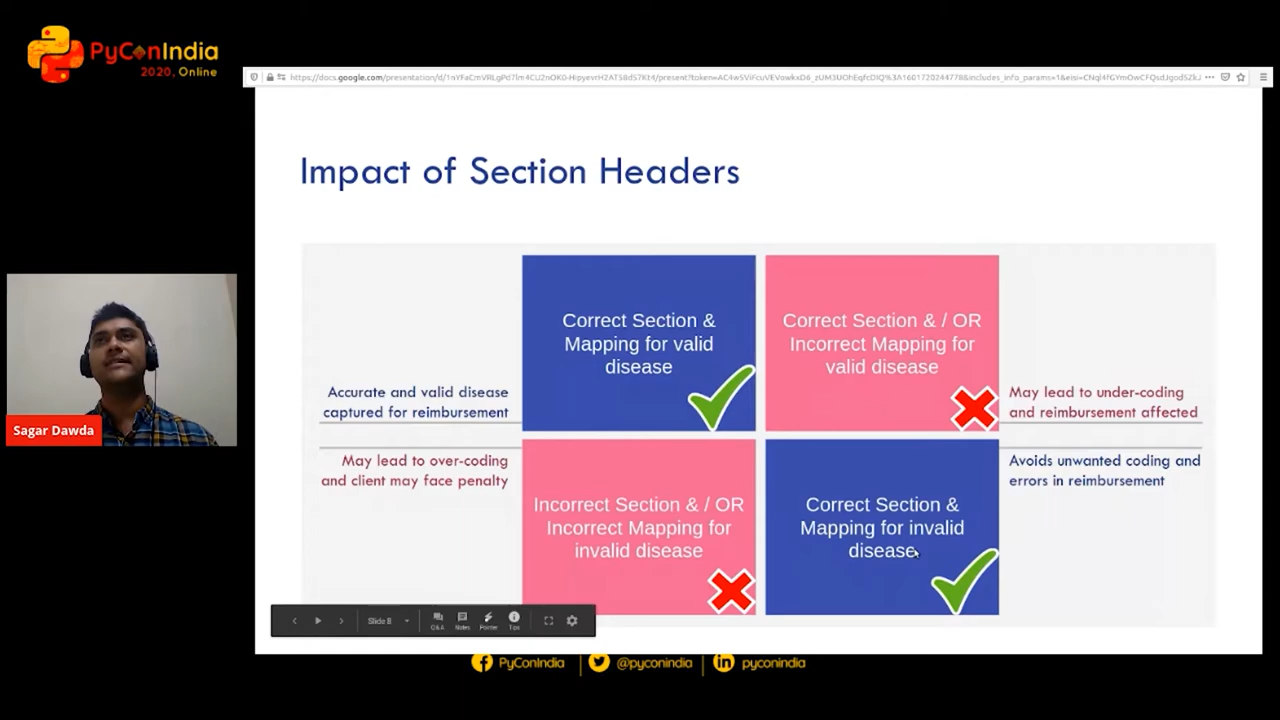 PyConIndia
2020, Online
Impact of Section Headers
Correct Section &
Mapping for valid
disease
Correct Section & / OR
Incorrect Mapping for
valid disease
Accurate and valid disease
captured for reimbursement
May lead to under-coding
and reimbursement affected
Sagar Dawda
May lead to over-coding
and client may face penalty
Avoids unwanted coding and
errors in reimbursement
Incorrect Section & / OR
Incorrect Mapping for
invalid disease
Correct Section &
Mapping for invalid
disease
Slide 8
Q&A
Notes
Pointer
Tips
PyConIndia
@pyconindia
pyconindia